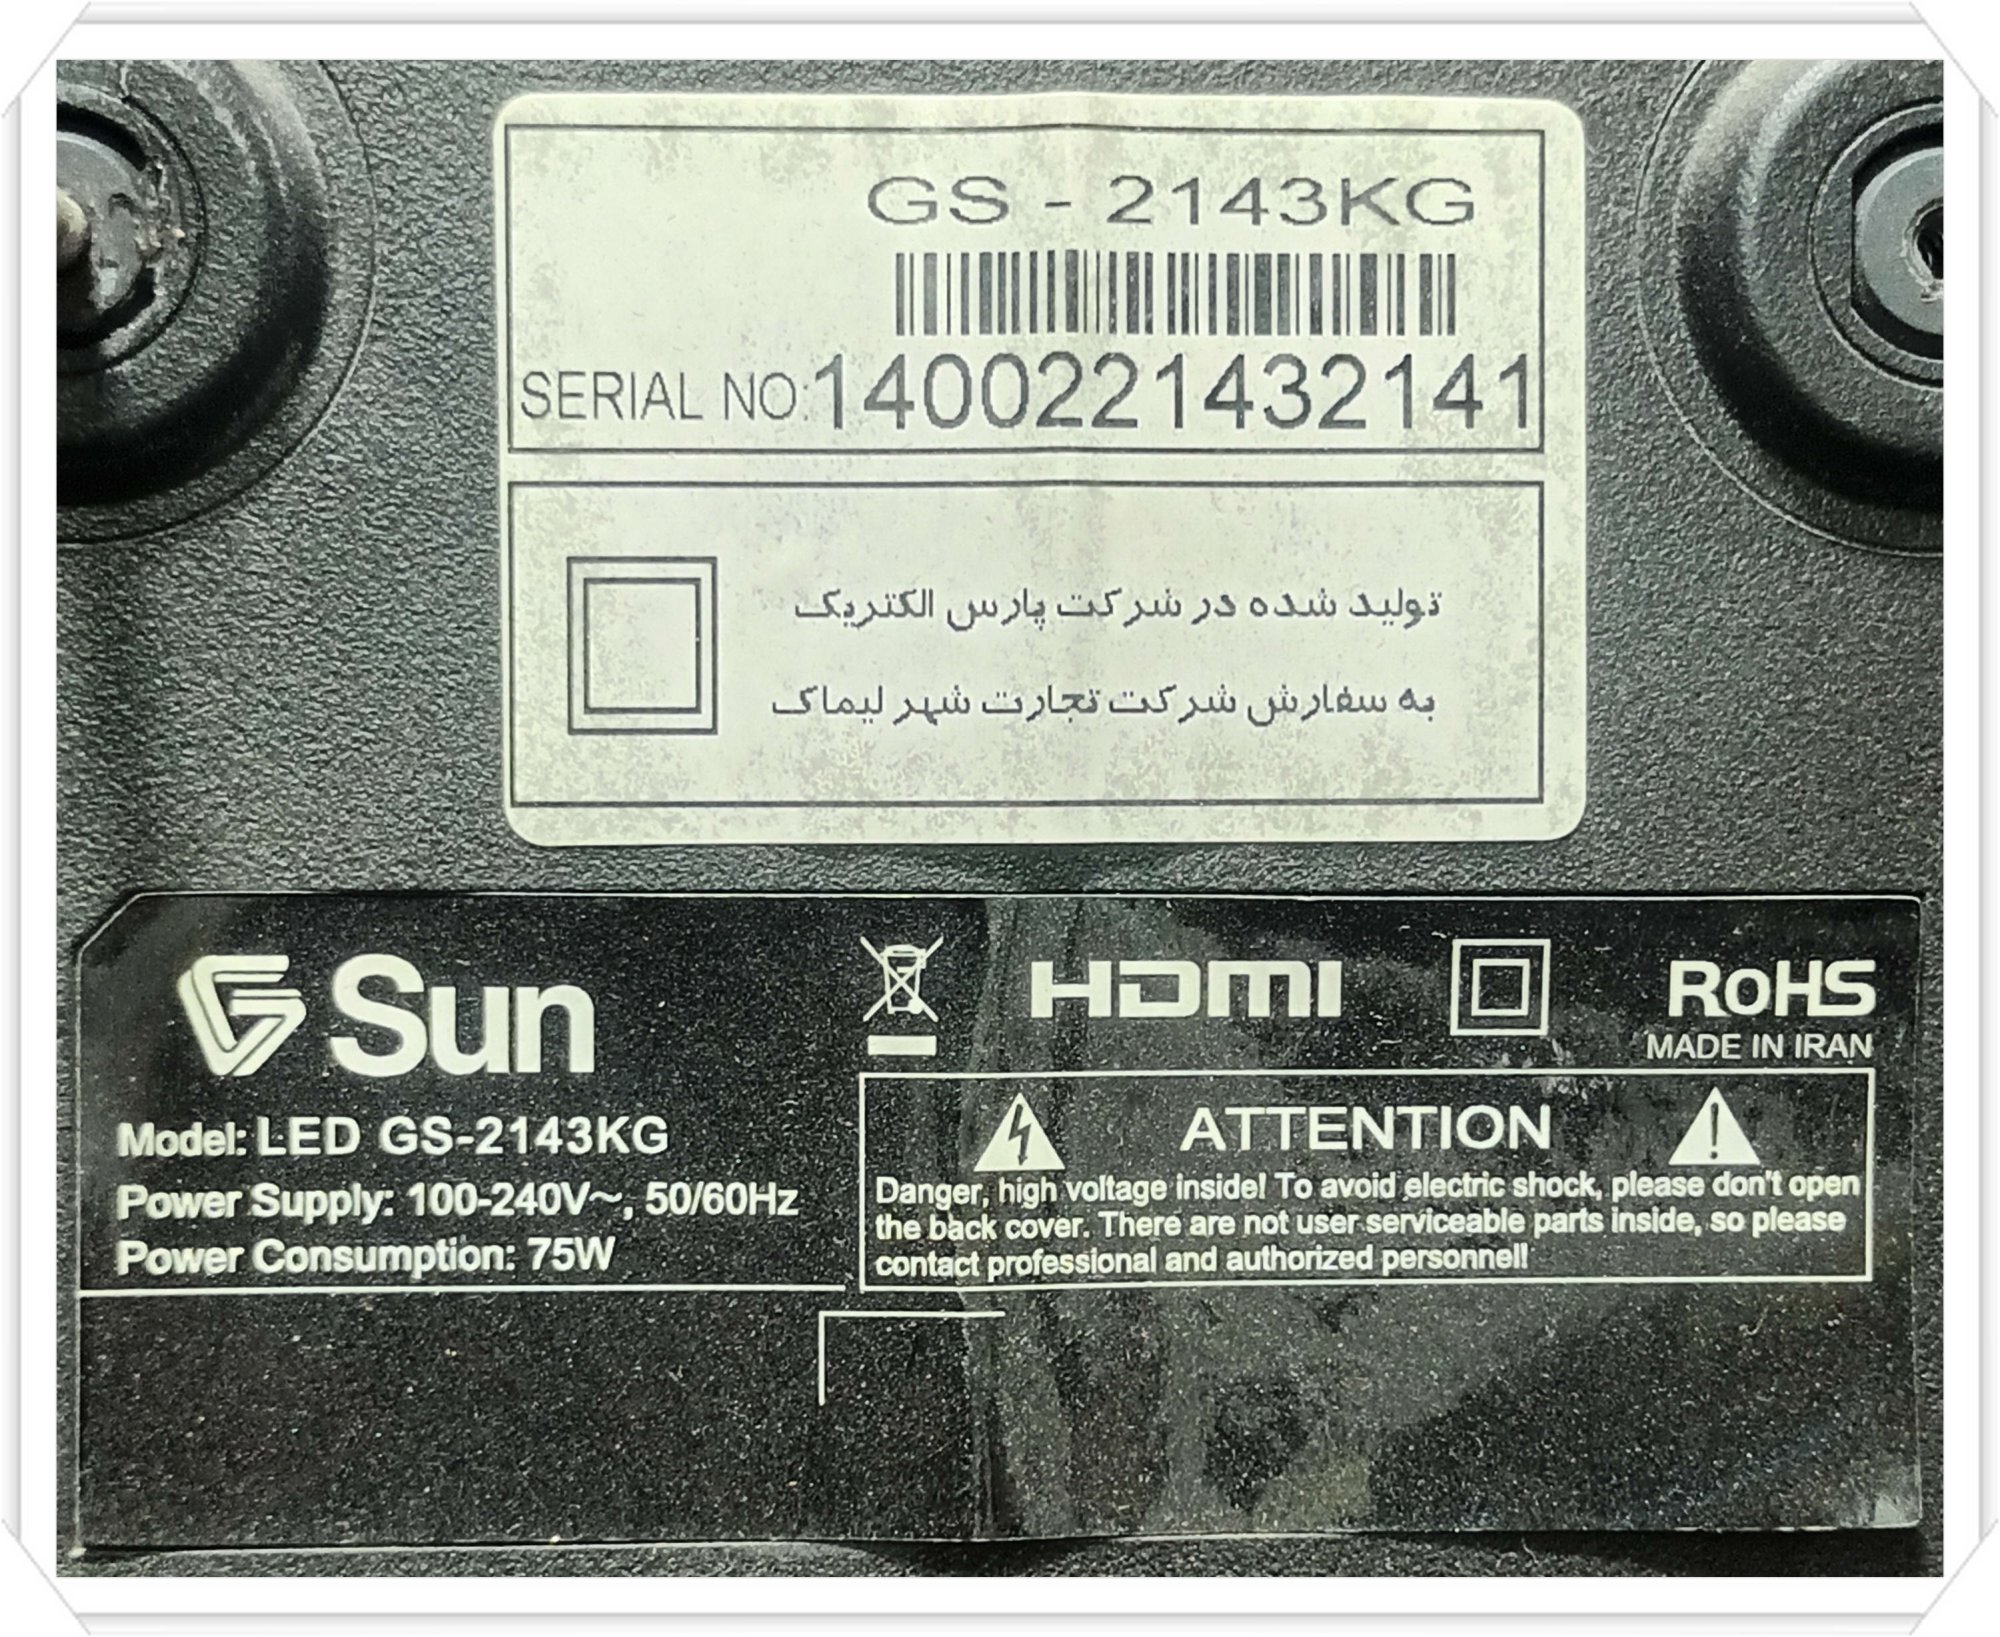 GS - 2143KG
SERIAL NO:1400221432141
تولید شده در شرکت پارس الکتریک
به سفارش شرکت تجارت شهر لیماک
G Sun
HDMI
RoHS
MADE IN IRAN
Model: LED GS-2143KG
Power Supply: 100-240V~, 50/60Hz
Power Consumption: 75W
ATTENTION
Danger, high voltage inside! To avoid electric shock, please don't open
the back cover. There are not user serviceable parts inside, so please
contact professional and authorized personnel!